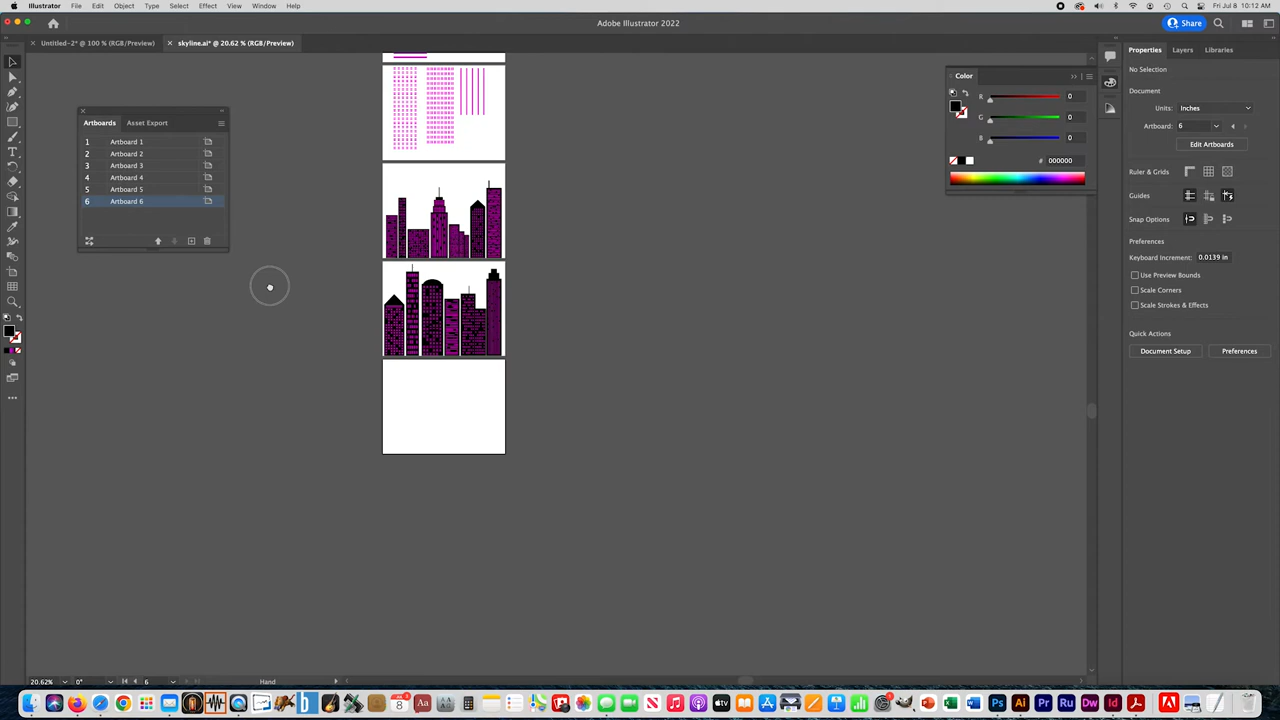 Illustrator File Edit Object Type Select Effect View Window Help
Fri Jul 8 10:12 AM
Adobe Illustrator 2022
Share
Untitled-2* @ 100 % (RGB/Preview)
skyline.ai* @ 20.62 % (RGB/Preview)
Properties Layers Libraries
No Selection
Document
Units: Inches
Artboard: 6
Edit Artboards
Ruler & Grids
Guides
Snap Options
Preferences
Keyboard Increment: 0.0139 in
Use Preview Bounds
Scale Corners
Scale Strokes & Effects
Quick Actions
Document Setup Preferences
Color
R 0
G 0
B 0
# 000000
Artboards Asset Export
1 Artboard 1
2 Artboard 2
3 Artboard 3
4 Artboard 4
5 Artboard 5
6 Artboard 6
20.62% 0° 6 Hand